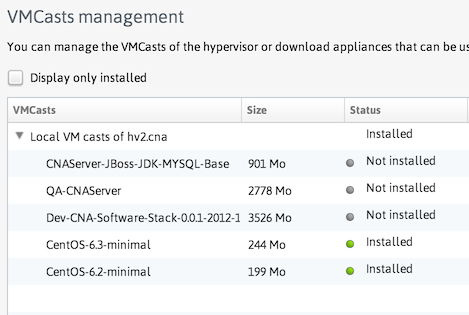 VMCasts management
You can manage the VMCasts of the hypervisor or download appliances that can be us
Display only installed
VMCasts Size Status
Local VM casts of hv2.cna Installed
CNAServer-JBoss-JDK-MYSQL-Base 901 Mo Not installed
QA-CNAServer 2778 Mo Not installed
Dev-CNA-Software-Stack-0.0.1-2012-1 3526 Mo Not installed
CentOS-6.3-minimal 244 Mo Installed
CentOS-6.2-minimal 199 Mo Installed